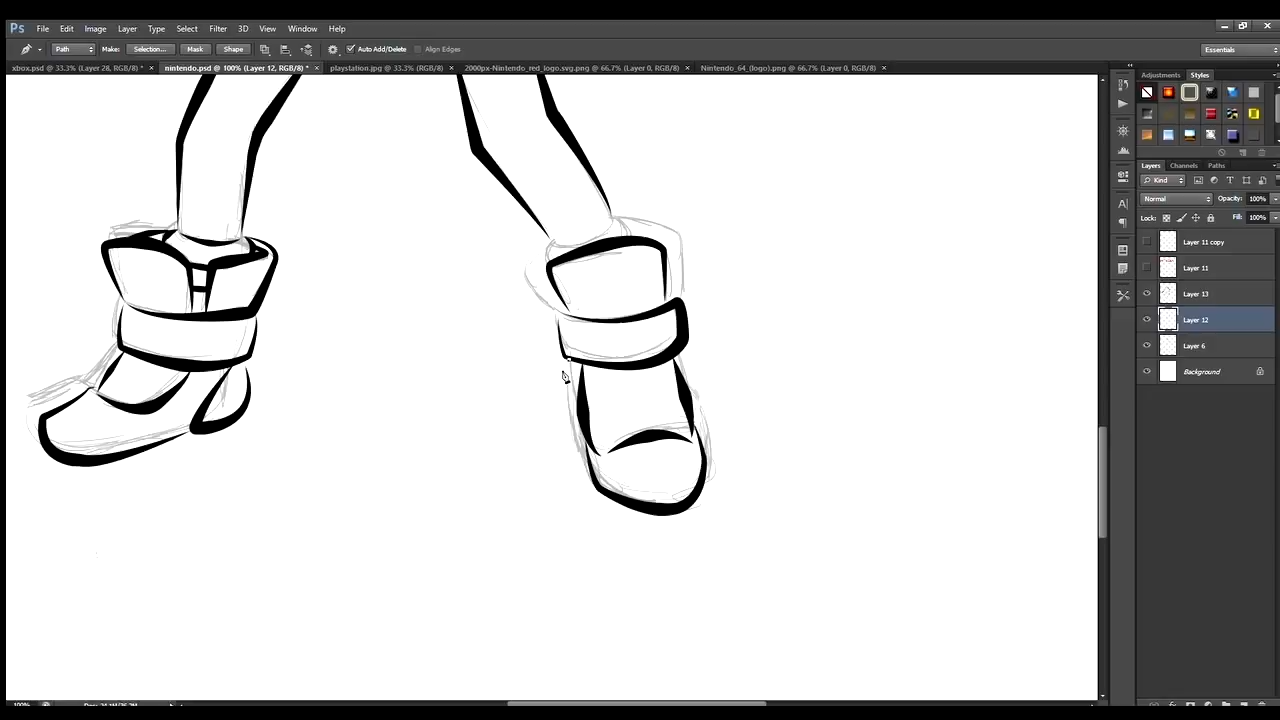 Ps File Edit Image Layer Type Select Filter 3D View Window Help
Path Make: Selection... Mask Shape Auto Add/Delete Align Edges Essentials
xbox.psd @ 33.3% (Layer 28, RGB/8) * × nintendo.psd @ 100% (Layer 12, RGB/8) * × playstation.jpg @ 33.3% (RGB/8) × 2000px-Nintendo_red_logo.svg.png @ 66.7% (Layer 0, RGB/8) × Nintendo_64_(logo).png @ 66.7% (Layer 0, RGB/8) ×
Adjustments Styles
Layers Channels Paths
Kind
Normal Opacity: 100%
Lock: Fill: 100%
Layer 11 copy
Layer 11
Layer 13
Layer 12
Layer 6
Background